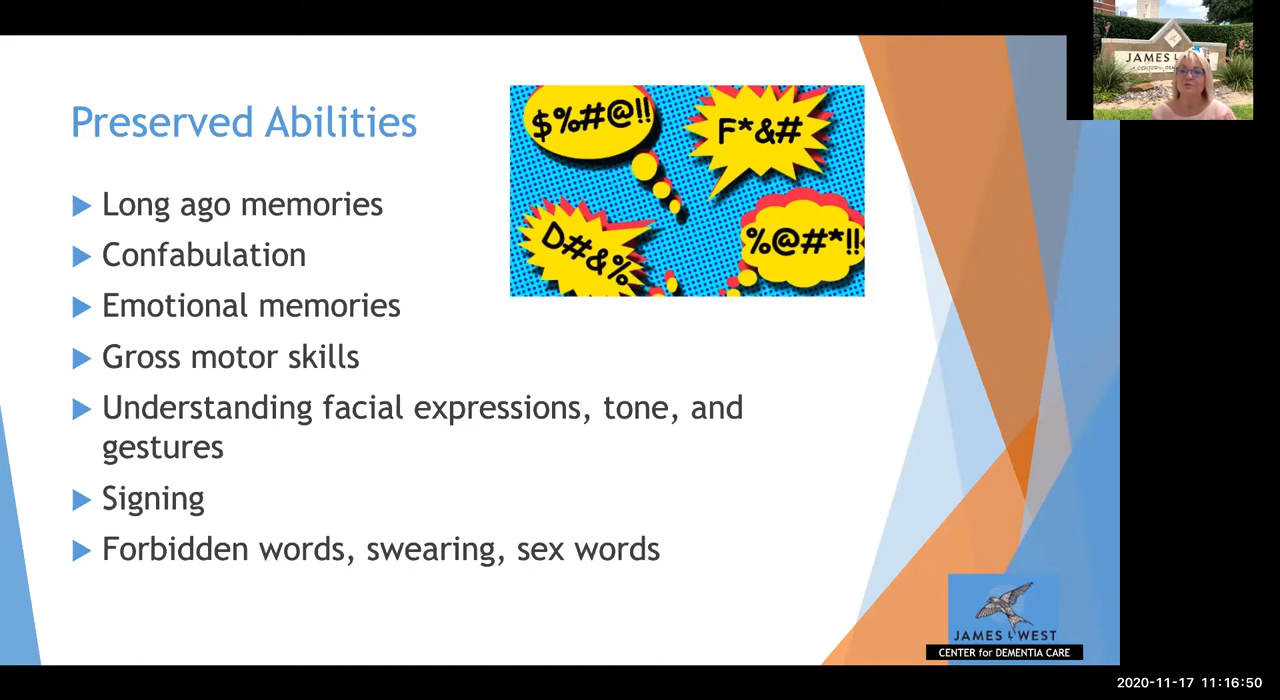 Preserved Abilities
Long ago memories
Confabulation
Emotional memories
Gross motor skills
Understanding facial expressions, tone, and
gestures
Signing
Forbidden words, swearing, sex words
$%#@!!
F*&#
D#&%
%@#*!!
JAMES L WEST
CENTER for DEMENTIA CARE
JAMES L
2020-11-17 11:16:50